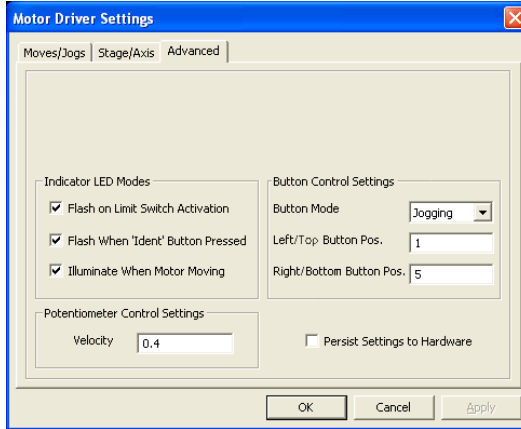 Motor Driver Settings
Moves/Jogs Stage/Axis Advanced
Indicator LED Modes
Flash on Limit Switch Activation
Flash When 'Ident' Button Pressed
Illuminate When Motor Moving
Button Control Settings
Button Mode Jogging
Left/Top Button Pos. 1
Right/Bottom Button Pos. 5
Potentiometer Control Settings
Velocity 0.4
Persist Settings to Hardware
OK Cancel Apply